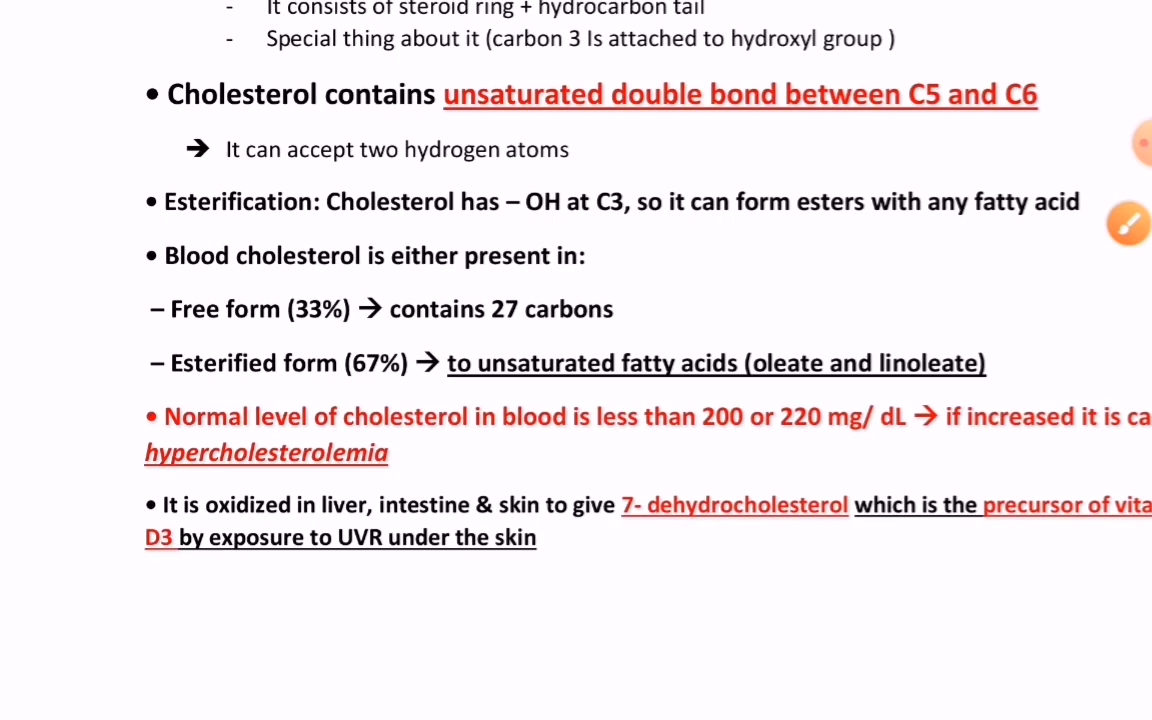 - It consists of steroid ring + hydrocarbon tail
- Special thing about it (carbon 3 Is attached to hydroxyl group )
• Cholesterol contains unsaturated double bond between C5 and C6
➔ It can accept two hydrogen atoms
• Esterification: Cholesterol has – OH at C3, so it can form esters with any fatty acid
• Blood cholesterol is either present in:
– Free form (33%) → contains 27 carbons
– Esterified form (67%) → to unsaturated fatty acids (oleate and linoleate)
• Normal level of cholesterol in blood is less than 200 or 220 mg/ dL → if increased it is ca
hypercholesterolemia
• It is oxidized in liver, intestine & skin to give 7- dehydrocholesterol which is the precursor of vita
D3 by exposure to UVR under the skin